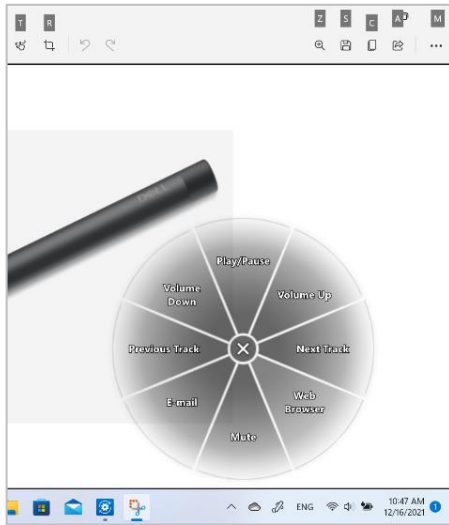 T R Z S C A M
DELL
Play/Pause
Volume Up
Next Track
Web
Browser
Mute
E-mail
Previous Track
Volume
Down
ENG
10:47 AM
12/16/2021
1